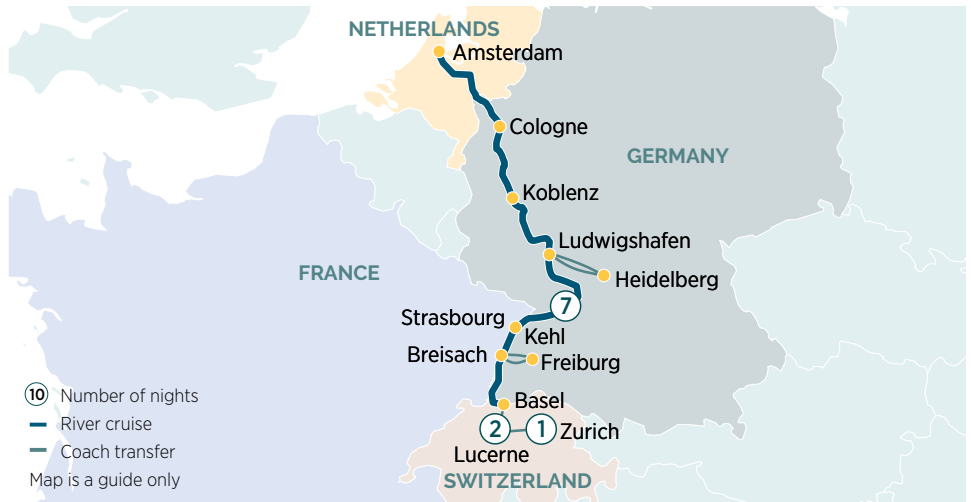 NETHERLANDS
Amsterdam
Cologne
GERMANY
Koblenz
Ludwigshafen
FRANCE
Heidelberg
7
Strasbourg
Kehl
Breisach
Freiburg
10 Number of nights
Basel
River cruise
2
1
Zurich
Coach transfer
Lucerne
Map is a guide only
SWITZERLAND